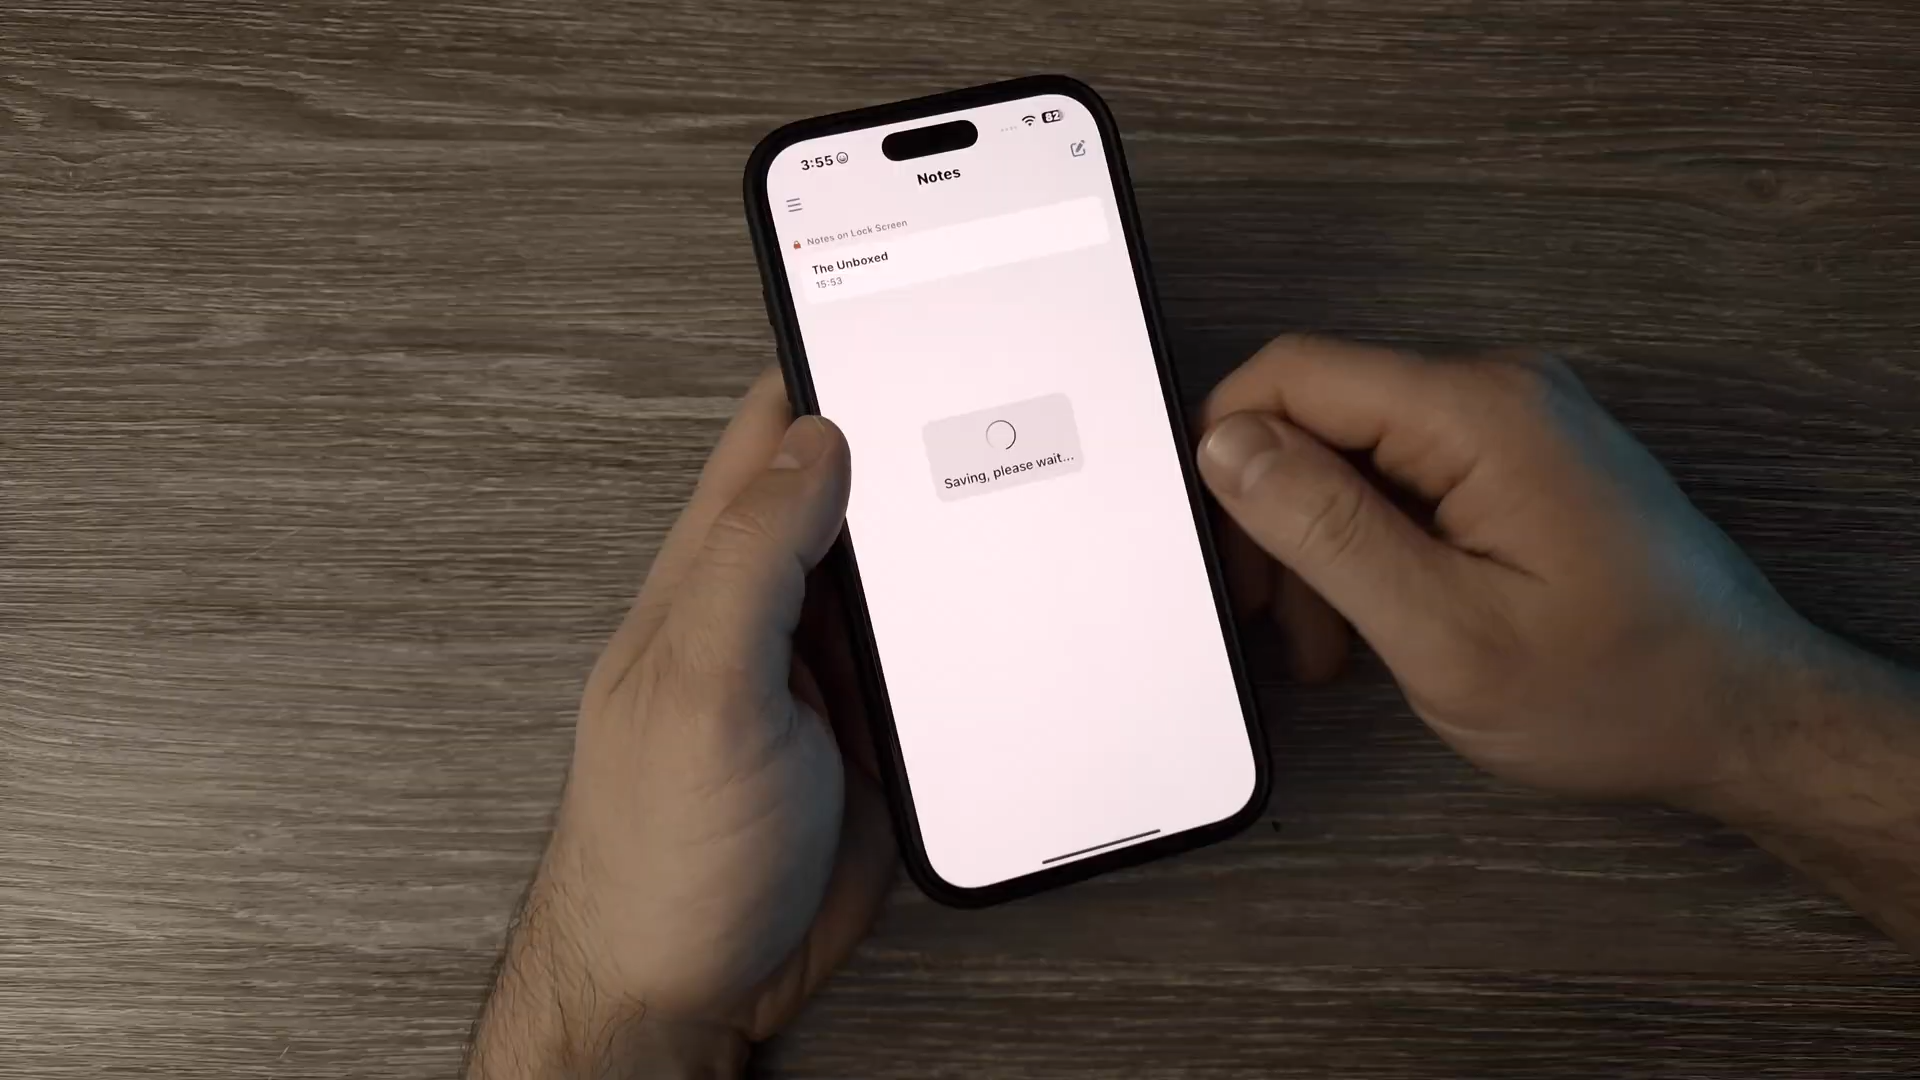 3:55
82
Notes
Notes on Lock Screen
The Unboxed
15:53
Saving, please wait...